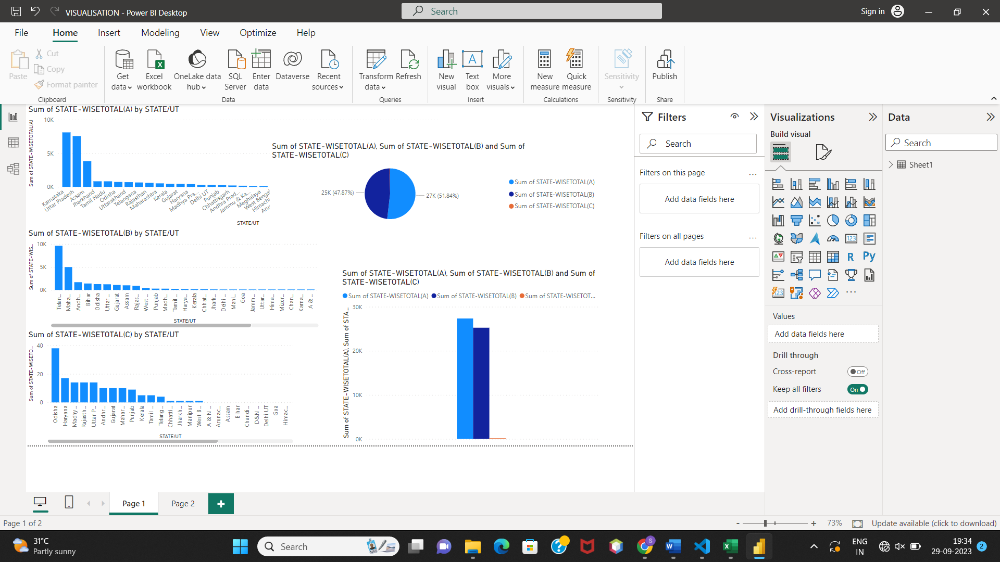 VISUALISATION - Power BI Desktop
Search
Sign in
File
Home
Insert
Modeling
View
Optimize
Help
Paste
Cut
Copy
Format painter
Clipboard
Get data
Excel workbook
OneLake data hub
SQL Server
Enter data
Dataverse
Recent sources
Data
Transform data
Refresh
Queries
New visual
Text box
More visuals
Insert
New measure
Quick measure
Calculations
Sensitivity
Sensitivity
Publish
Share
Sum of STATE-WISETOTAL(A) by STATE/UT
Sum of STATE-WISETOTAL(A)
10K
5K
0K
Karnataka
Uttar Pradesh
Assam
Jharkhand
Tamil Nadu
Odisha
Uttarakhand
Telangana
Rajasthan
Maharashtra
Kerala
Gujarat
Haryana
Madhya Pra...
Delhi UT
Punjab
Chhattisgarh
Andhra Prad...
Jammu & Ka...
Meghalaya
West Bengal
STATE/UT
Sum of STATE-WISETOTAL(A), Sum of STATE-WISETOTAL(B) and Sum of
STATE-WISETOTAL(C)
25K (47.87%)
27K (51.84%)
Sum of STATE-WISETOTAL(A)
Sum of STATE-WISETOTAL(B)
Sum of STATE-WISETOTAL(C)
Sum of STATE-WISETOTAL(B) by STATE/UT
Sum of STATE-WIS...
10K
5K
0K
Telan...
Maha...
Andh...
Bihar
Odisha
Uttar ...
Gujarat
Assam
Rajas...
West ...
Punjab
Madh...
Tamil ...
Harya...
Kerala
Chhat...
Jhark...
Delhi ...
Mani...
Goa
Jamm...
Uttar...
Hima...
Mizor...
Chan...
Karna...
A & ...
STATE/UT
Sum of STATE-WISETOTAL(C) by STATE/UT
Sum of STATE-WISETO...
40
20
0
Odisha
Haryana
Madhy...
Rajasth...
Uttar P...
Andhr...
Gujarat
Mahar...
Punjab
Kerala
Tamil ...
Telang...
Chhatti...
Jharkh...
Manipur
West B...
A & N ...
Arunac...
Assam
Bihar
Chandi...
D&N ...
Delhi UT
Goa
Himac...
STATE/UT
Sum of STATE-WISETOTAL(A), Sum of STATE-WISETOTAL(B) and Sum of
STATE-WISETOTAL(C)
Sum of STATE-WISETOTAL(A)
Sum of STATE-WISETOTAL(B)
Sum of STATE-WISETOT...
Sum of STATE-WISETOTAL(A), Sum of STA...
30K
20K
10K
0K
Filters
Search
Filters on this page
...
Add data fields here
Filters on all pages
...
Add data fields here
Visualizations
Build visual
123
R
Py
123
...
Values
Add data fields here
Drill through
Cross-report
Off
Keep all filters
On
Add drill-through fields here
Data
Search
Sheet1
Page 1
Page 2
+
Page 1 of 2
- + 73%
Update available (click to download)
31°C
Partly sunny
Search
S
ENG
IN
19:34
29-09-2023
2